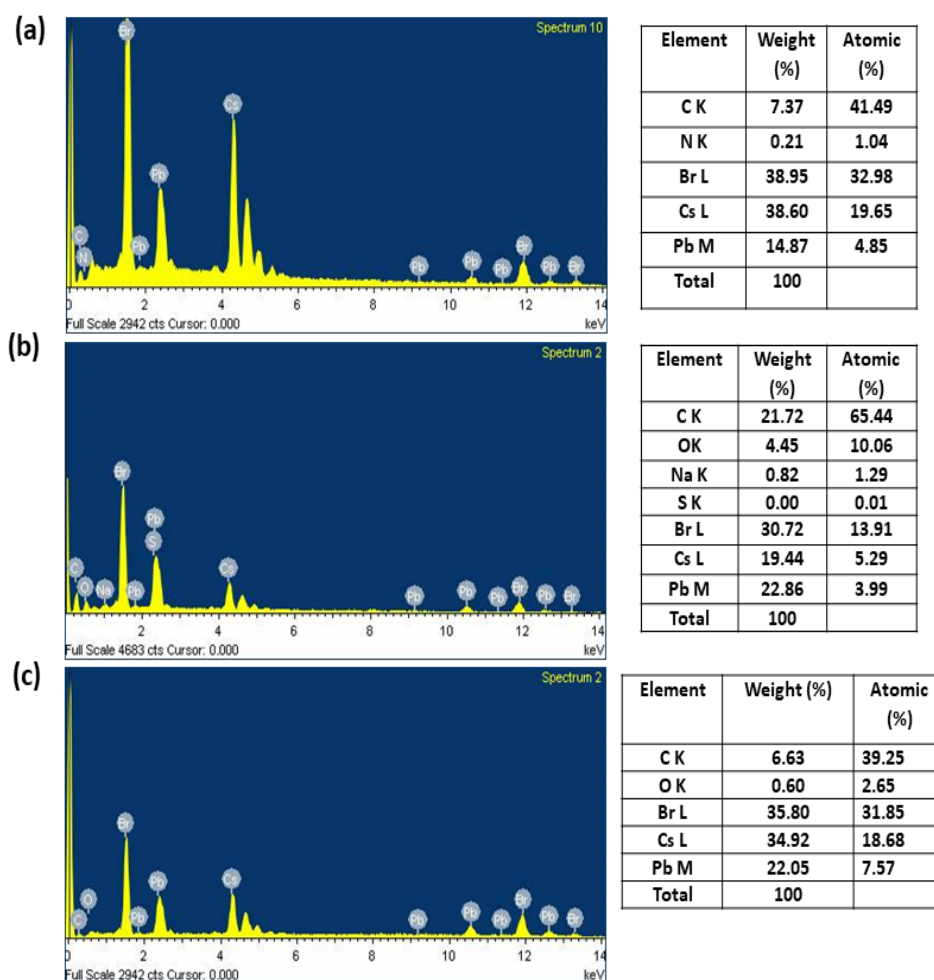 (a)
Spectrum 10
Br
Cs
Pb
C
N
Pb
Pb
Pb
Pb
Br
Pb
Br
0 2 4 6 8 10 12 14
Full Scale 2942 cts Cursor: 0.000 keV
Element Weight (%) Atomic (%)
C K 7.37 41.49
N K 0.21 1.04
Br L 38.95 32.98
Cs L 38.60 19.65
Pb M 14.87 4.85
Total 100
(b)
Spectrum 2
Br
Pb
S
C
O
Na
Pb
Cs
Pb
Pb
Pb
Br
Pb
Br
2 4 6 8 10 12 14
Full Scale 4683 cts Cursor: 0.000 keV
Element Weight (%) Atomic (%)
C K 21.72 65.44
OK 4.45 10.06
Na K 0.82 1.29
S K 0.00 0.01
Br L 30.72 13.91
Cs L 19.44 5.29
Pb M 22.86 3.99
Total 100
(c)
Spectrum 2
Br
Pb
Cs
O
C
Pb
Pb
Pb
Pb
Br
Pb
Br
0 2 4 6 8 10 12 14
Full Scale 2942 cts Cursor: 0.000 keV
Element Weight (%) Atomic (%)
C K 6.63 39.25
O K 0.60 2.65
Br L 35.80 31.85
Cs L 34.92 18.68
Pb M 22.05 7.57
Total 100